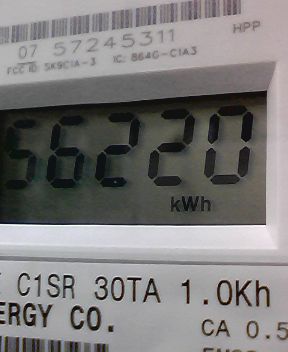 07 57245311 HPP
FCC ID: SK9C1A-3 IC: 864G-C1A3
56220
kWh
C1SR 30TA 1.0Kh
ERGY CO.
CA 0.5